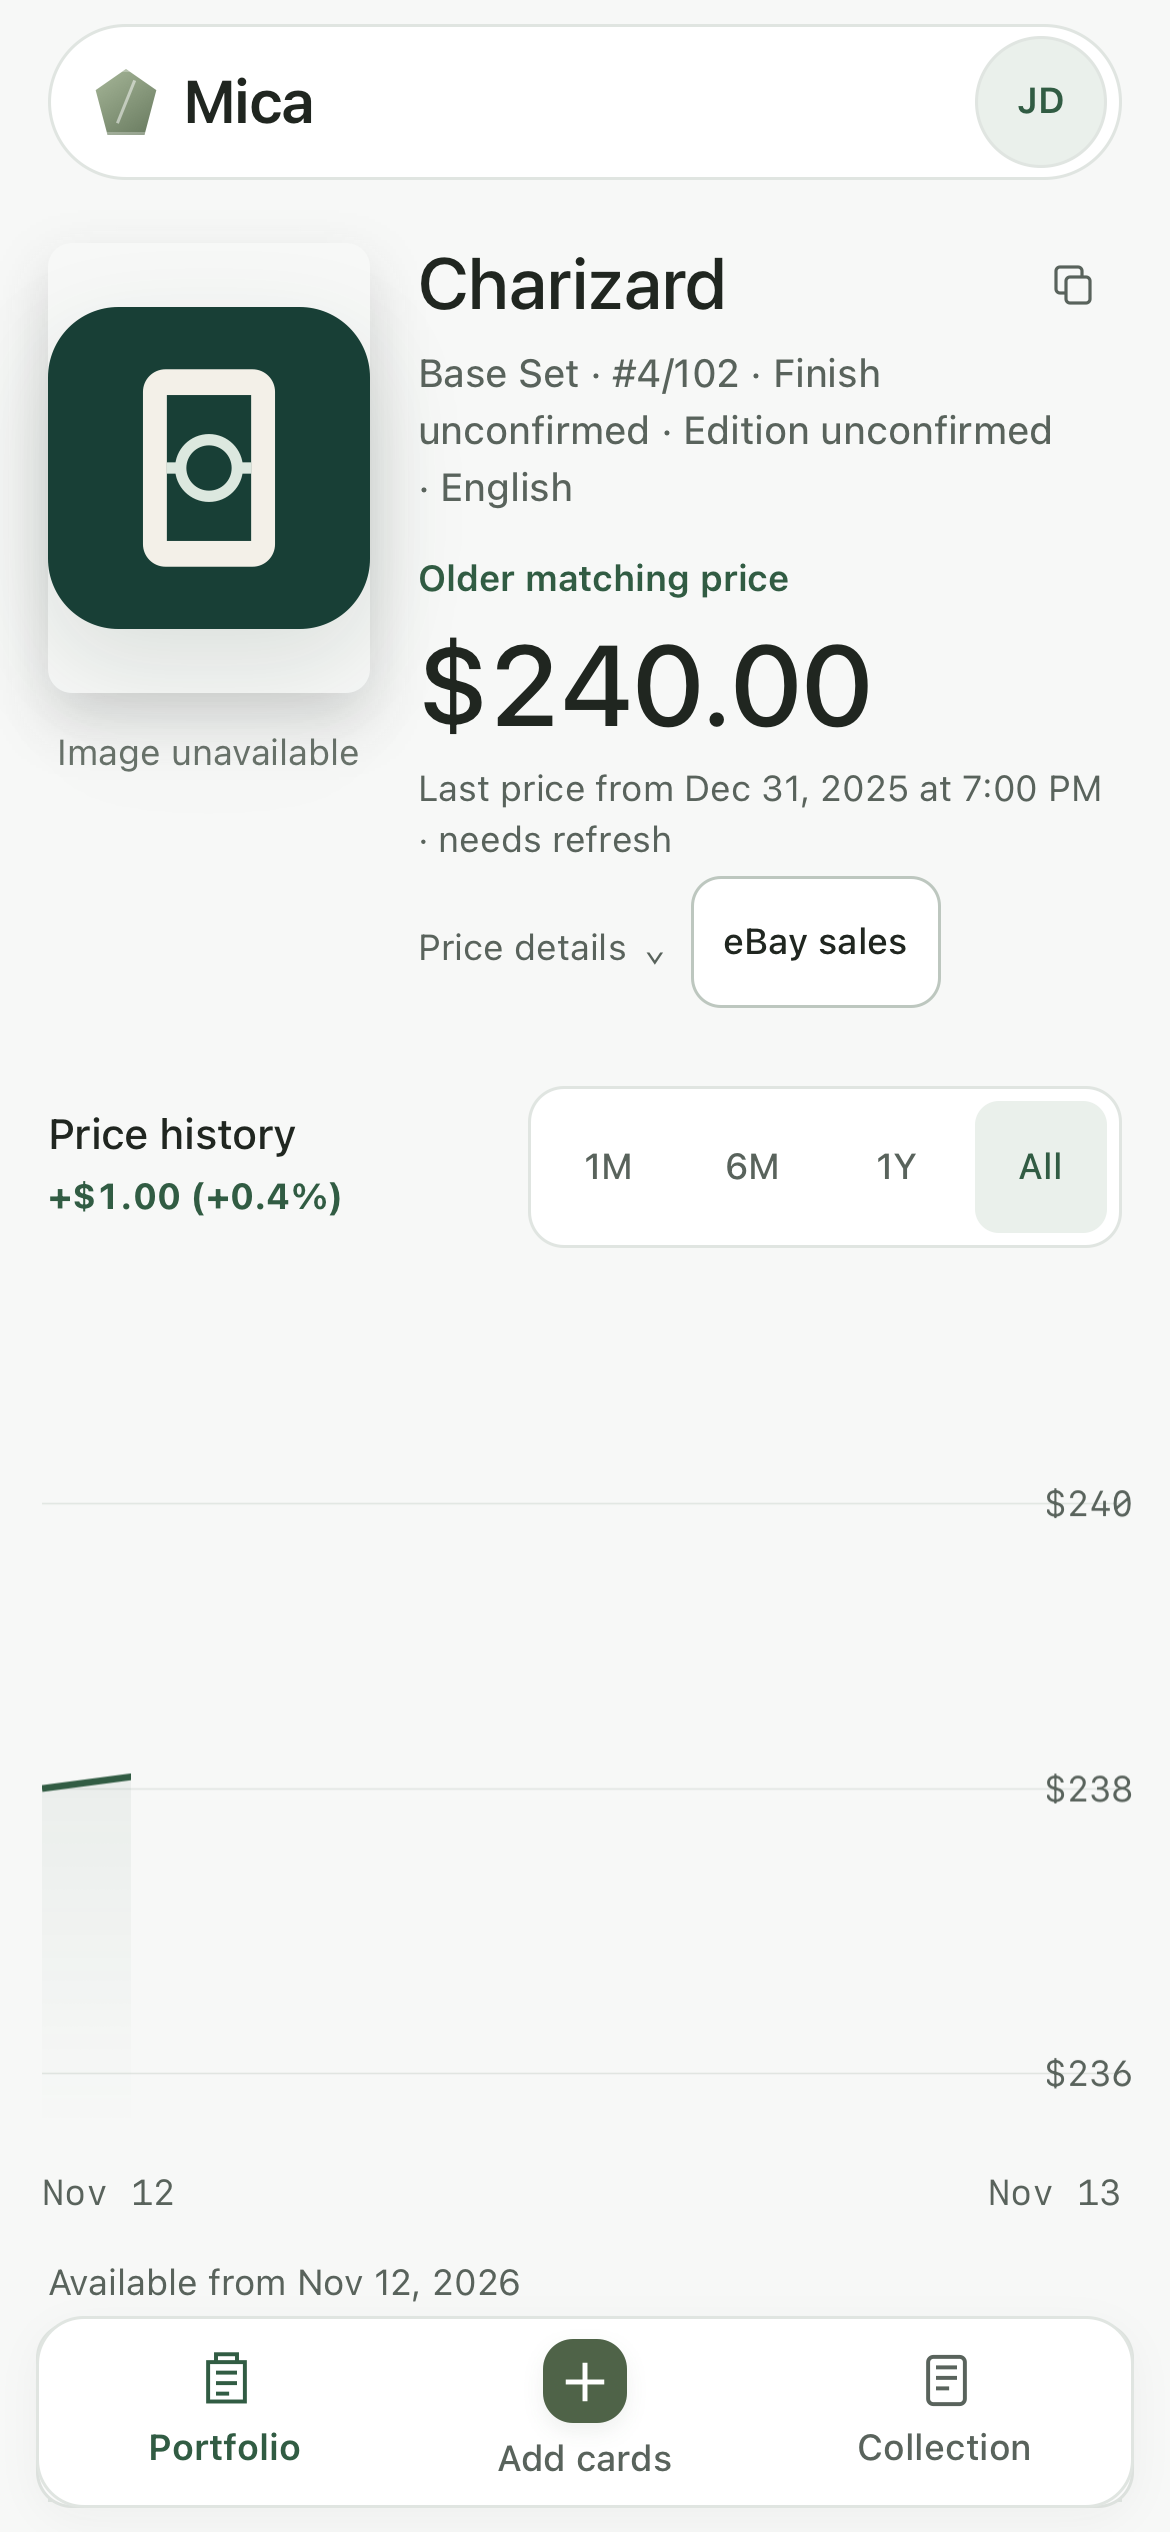 Mica
JD
Charizard
Base Set · #4/102 · Finish
unconfirmed · Edition unconfirmed
· English
Older matching price
$240.00
Image unavailable
Last price from Dec 31, 2025 at 7:00 PM
· needs refresh
Price details
eBay sales
Price history
+$1.00 (+0.4%)
1M 6M 1Y All
$240
$238
$236
Nov 12 Nov 13
Available from Nov 12, 2026
Portfolio
Add cards
Collection